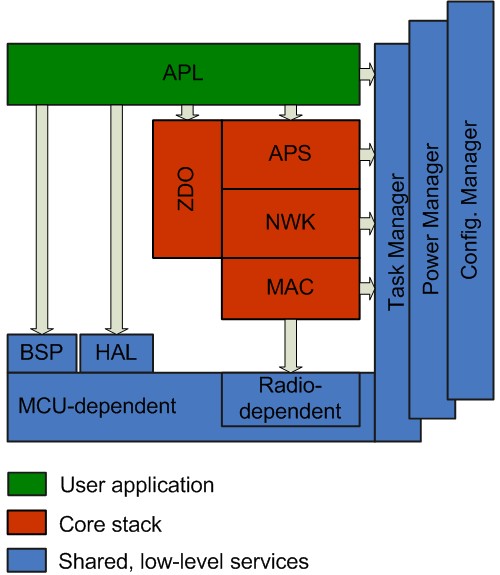 APL
ZDO
APS
NWK
MAC
Task Manager
Power Manager
Config. Manager
BSP
HAL
MCU-dependent
Radio-
dependent
User application
Core stack
Shared, low-level services